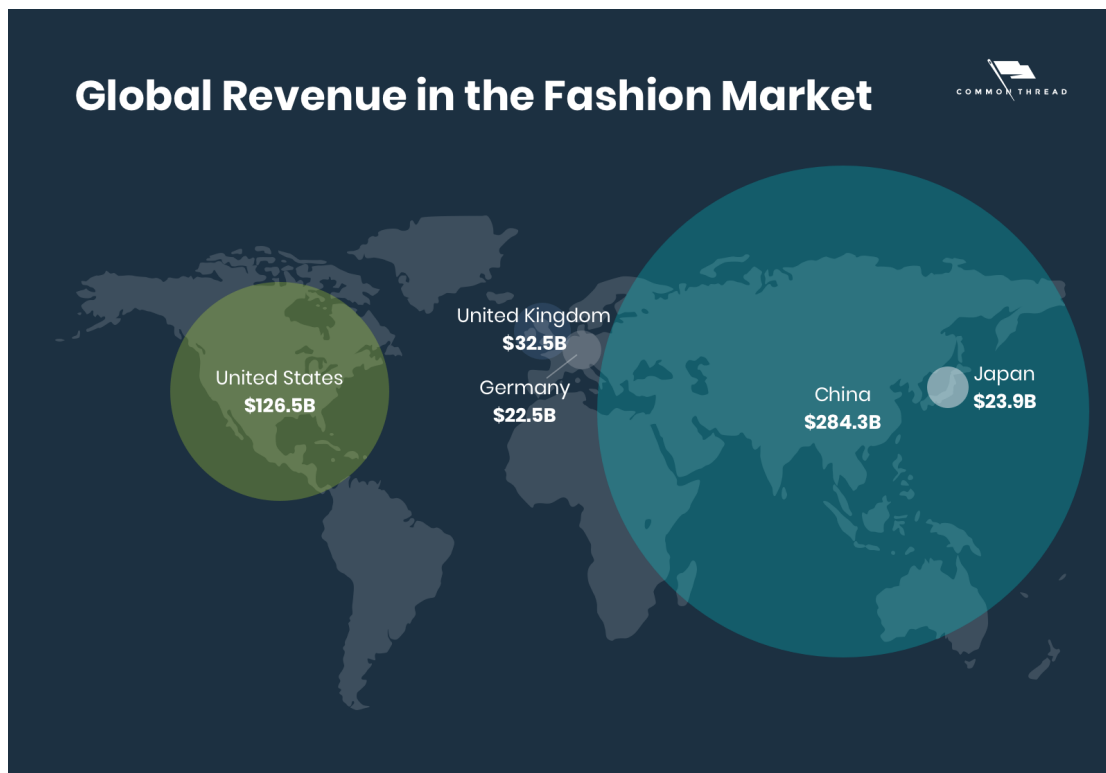 Global Revenue in the Fashion Market
COMMON THREAD
United Kingdom
$32.5B
United States
$126.5B
Germany
$22.5B
China
$284.3B
Japan
$23.9B